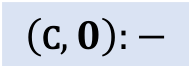 (c, 0): −